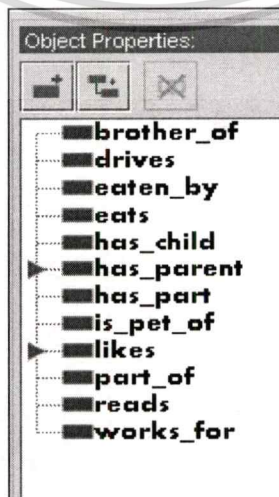 Object Properties:
brother_of
drives
eaten_by
eats
has_child
has_parent
has_part
is_pet_of
likes
part_of
reads
works_for